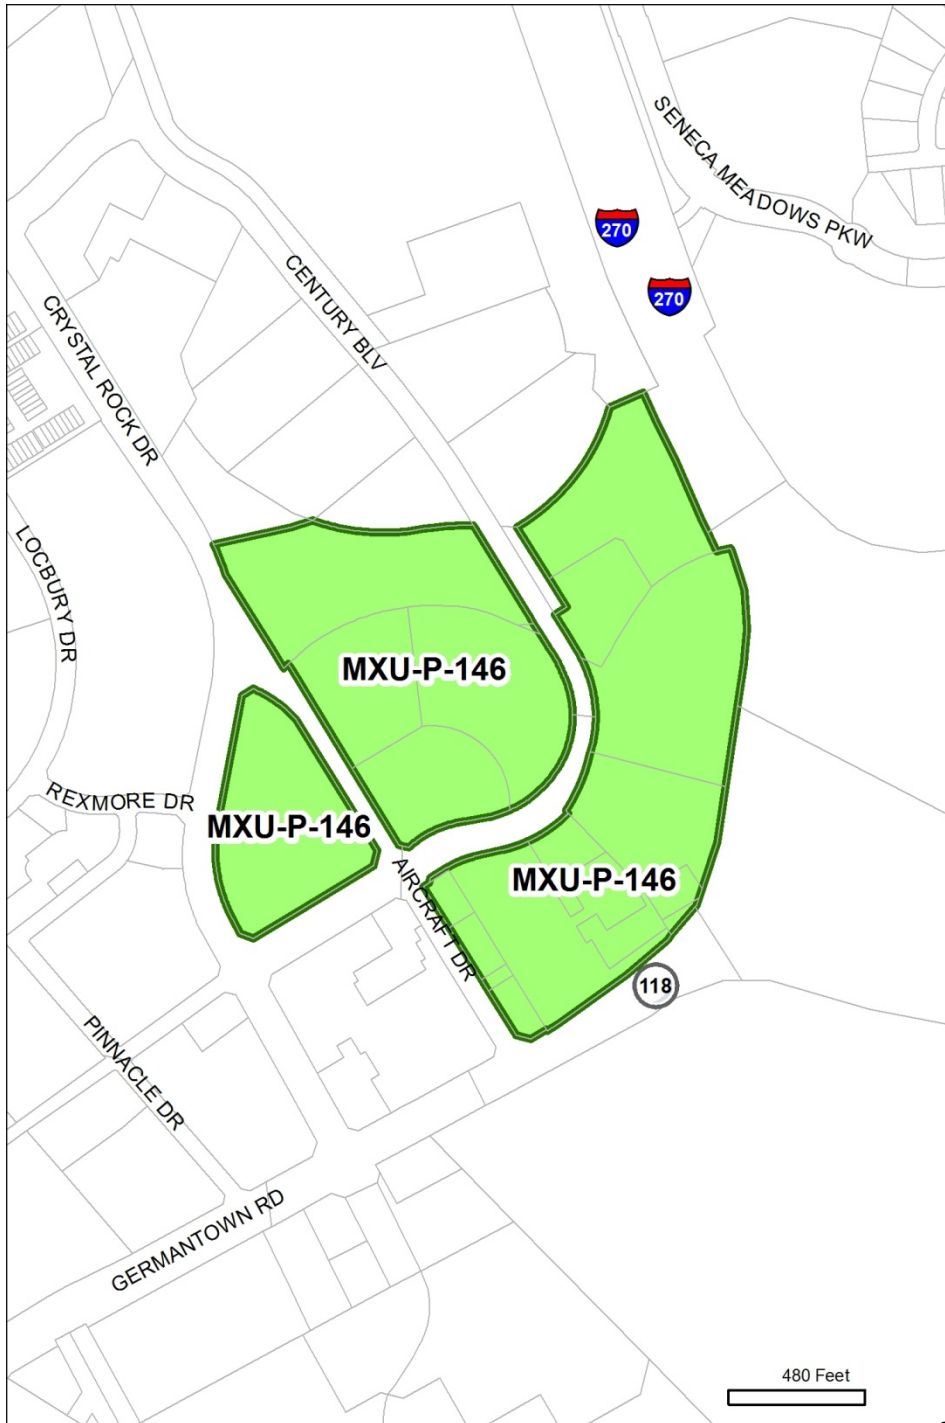 SENECA MEADOWS PKW
270
CENTURY BLV
270
CRYSTAL ROCK DR
LOCBURY DR
MXU-P-146
REXMORE DR
MXU-P-146
AIRCRAFT DR
MXU-P-146
118
PINNACLE DR
GERMANTOWN RD
480 Feet